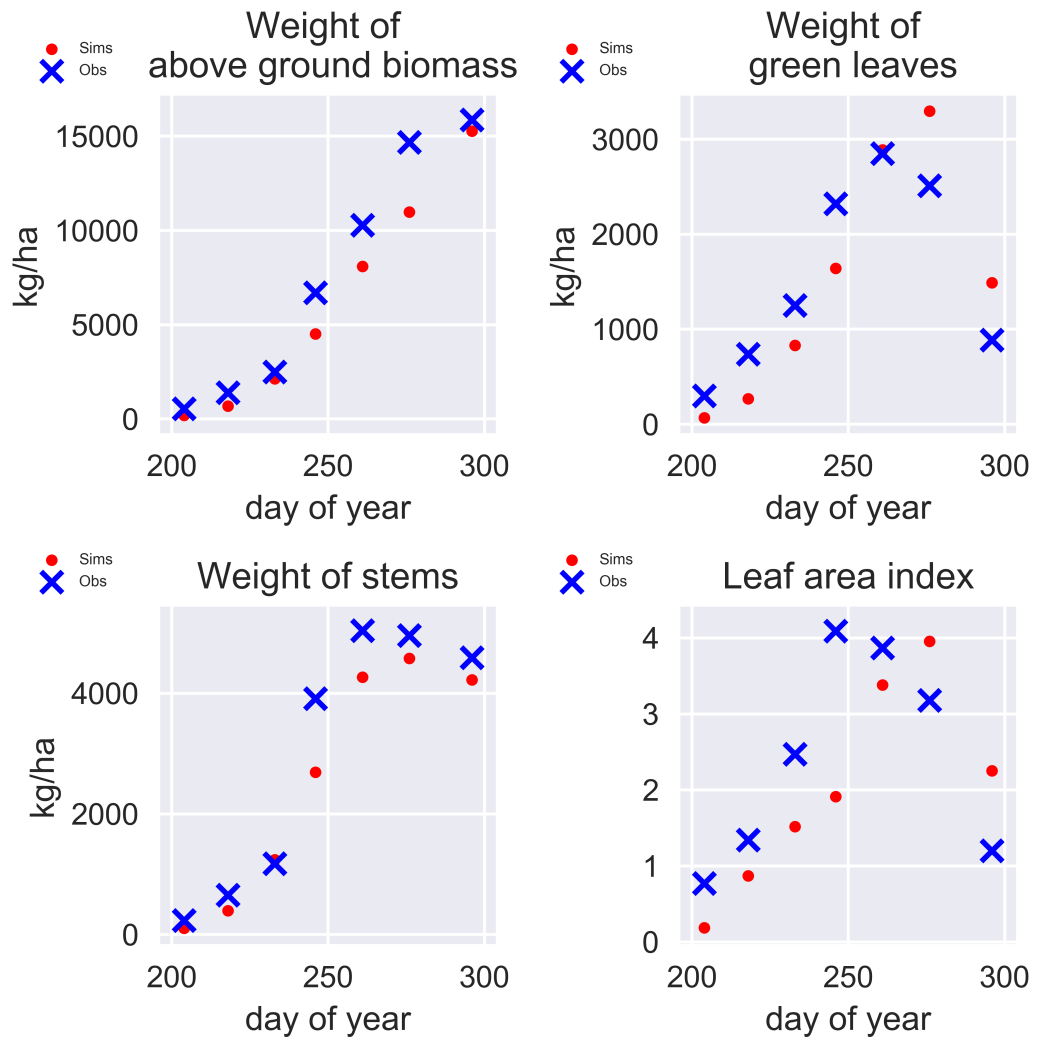 Sims
Obs
Weight of
above ground biomass
kg/ha
15000
10000
5000
0
200 250 300
day of year
Sims
Obs
Weight of
green leaves
kg/ha
3000
2000
1000
0
200 250 300
day of year
Sims
Obs
Weight of stems
kg/ha
4000
2000
0
200 250 300
day of year
Sims
Obs
Leaf area index
4
3
2
1
0
200 250 300
day of year